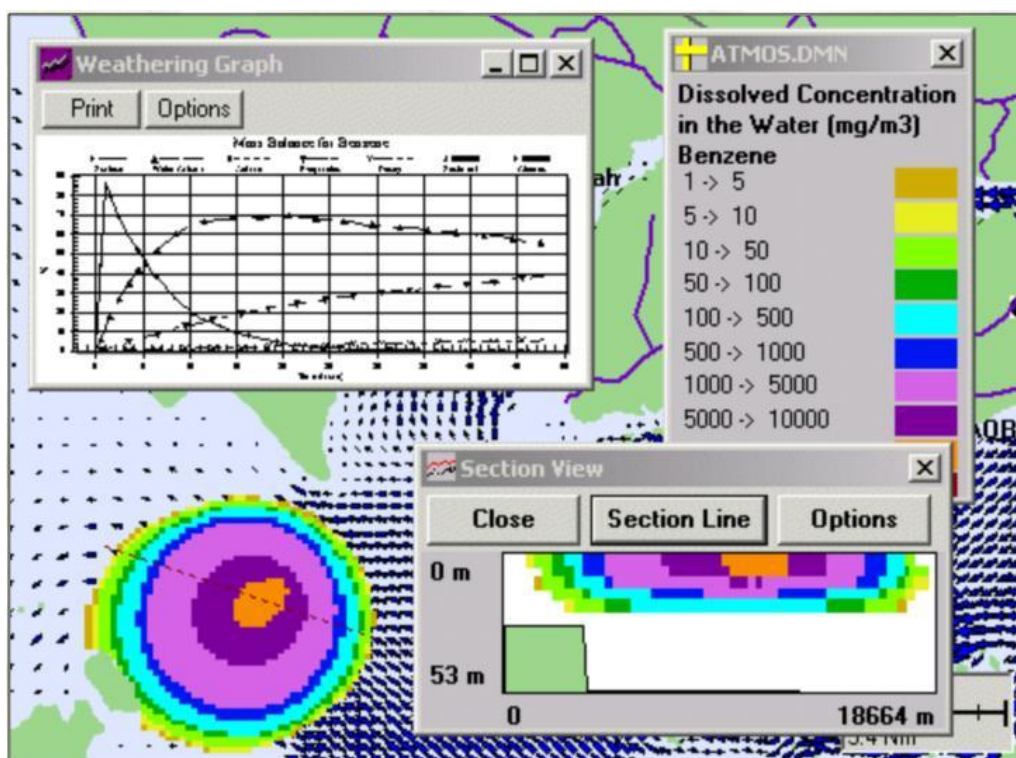 Weathering Graph
Print
Options
Mass Balance for Benzene
ATMOS.DMN
Dissolved Concentration
in the Water (mg/m3)
Benzene
1 -> 5
5 -> 10
10 -> 50
50 -> 100
100 -> 500
500 -> 1000
1000 -> 5000
5000 -> 10000
Section View
Close
Section Line
Options
0 m
53 m
0
18664 m